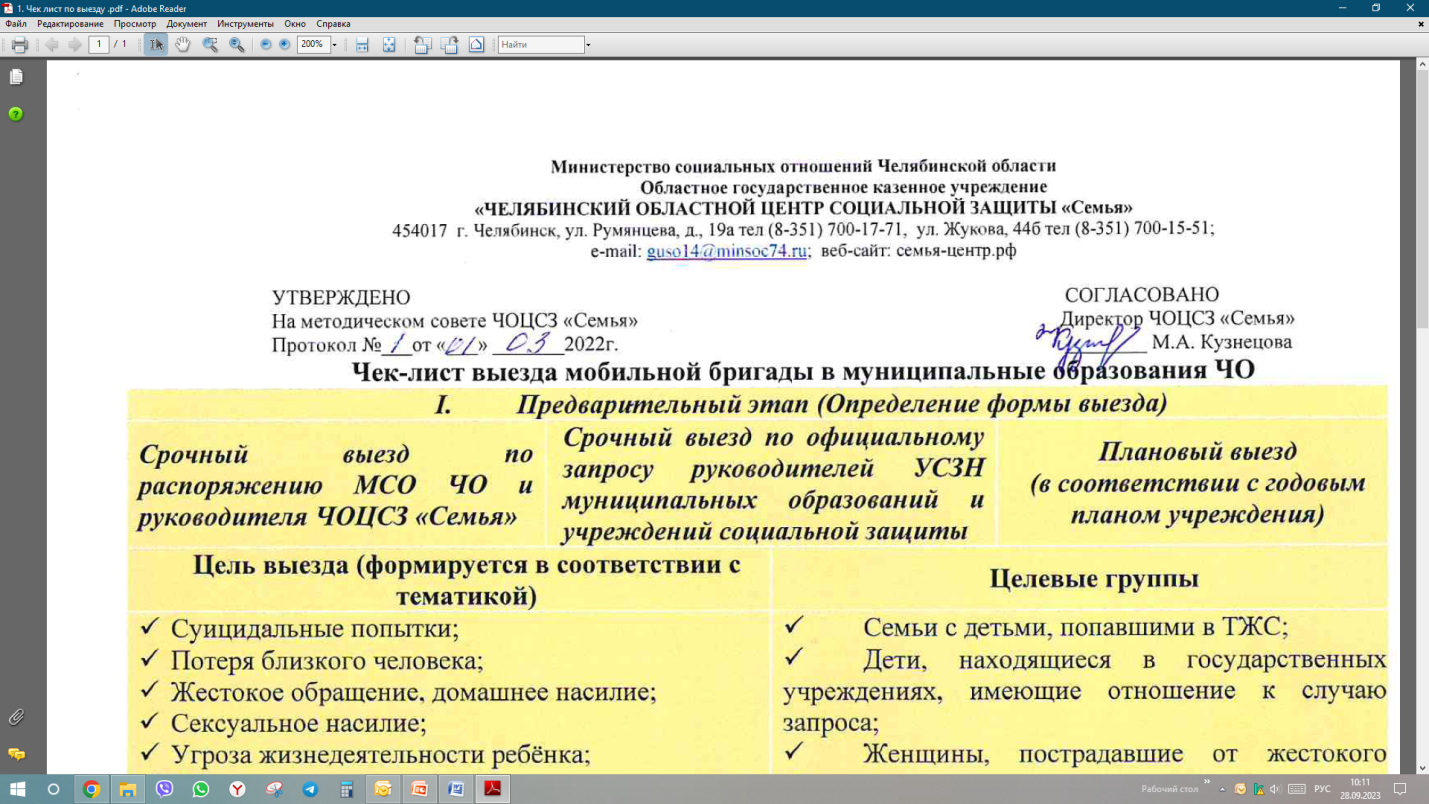 1. Чек лист по выезду .pdf - Adobe Reader
Файл Редактирование Просмотр Документ Инструменты Окно Справка
1 / 1 200% Найти
Министерство социальных отношений Челябинской области
Областное государственное казенное учреждение
«ЧЕЛЯБИНСКИЙ ОБЛАСТНОЙ ЦЕНТР СОЦИАЛЬНОЙ ЗАЩИТЫ «Семья»
454017 г. Челябинск, ул. Румянцева, д., 19а тел (8-351) 700-17-71, ул. Жукова, 44б тел (8-351) 700-15-51;
e-mail: guso14@minsoc74.ru; веб-сайт: семья-центр.рф
УТВЕРЖДЕНО
На методическом совете ЧОЦСЗ «Семья»
Протокол № 1 от «01» 03 2022г.
СОГЛАСОВАНО
Директор ЧОЦСЗ «Семья»
М.А. Кузнецова
Чек-лист выезда мобильной бригады в муниципальные образования ЧО
I. Предварительный этап (Определение формы выезда)
Срочный выезд по
распоряжению МСО ЧО и
руководителя ЧОЦСЗ «Семья»
Срочный выезд по официальному
запросу руководителей УСЗН
муниципальных образований и
учреждений социальной защиты
Плановый выезд
(в соответствии с годовым
планом учреждения)
Цель выезда (формируется в соответствии с
тематикой)
✓ Суицидальные попытки;
✓ Потеря близкого человека;
✓ Жестокое обращение, домашнее насилие;
✓ Сексуальное насилие;
✓ Угроза жизнедеятельности ребёнка;
Целевые группы
✓ Семьи с детьми, попавшими в ТЖС;
✓ Дети, находящиеся в государственных
учреждениях, имеющие отношение к случаю
запроса;
✓ Женщины, пострадавшие от жестокого
Рабочий стол
РУС
10:11
28.09.2023